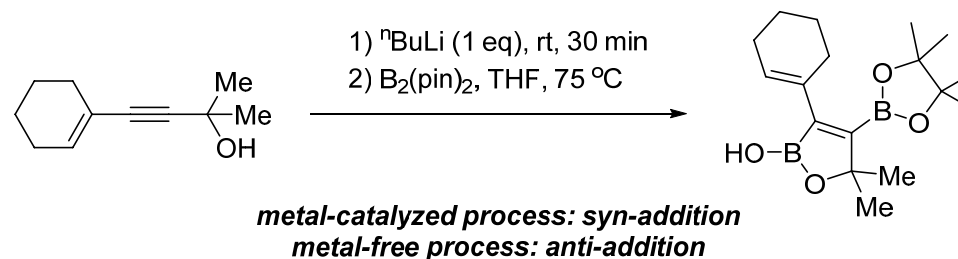 1) ⁿBuLi (1 eq), rt, 30 min
2) B₂(pin)₂, THF, 75 °C
Me
Me
OH
O
B
O
HO
B
O
Me
Me
metal-catalyzed process: syn-addition
metal-free process: anti-addition